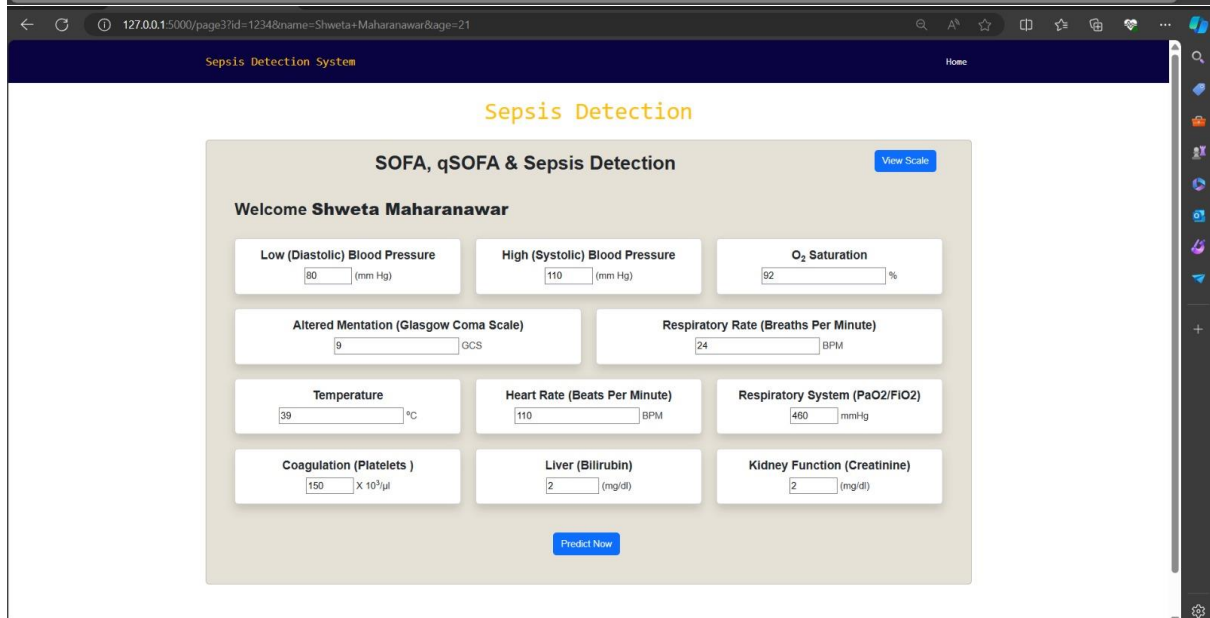 127.0.0.1:5000/page3?id=1234&name=Shweta+Maharanawar&age=21
Sepsis Detection System
Home
Sepsis Detection
SOFA, qSOFA & Sepsis Detection
View Scale
Welcome Shweta Maharanawar
Low (Diastolic) Blood Pressure
80 (mm Hg)
High (Systolic) Blood Pressure
110 (mm Hg)
O₂ Saturation
92 %
Altered Mentation (Glasgow Coma Scale)
9 GCS
Respiratory Rate (Breaths Per Minute)
24 BPM
Temperature
39 °C
Heart Rate (Beats Per Minute)
110 BPM
Respiratory System (PaO2/FiO2)
460 mmHg
Coagulation (Platelets )
150 X 10³/µl
Liver (Bilirubin)
2 (mg/dl)
Kidney Function (Creatinine)
2 (mg/dl)
Predict Now